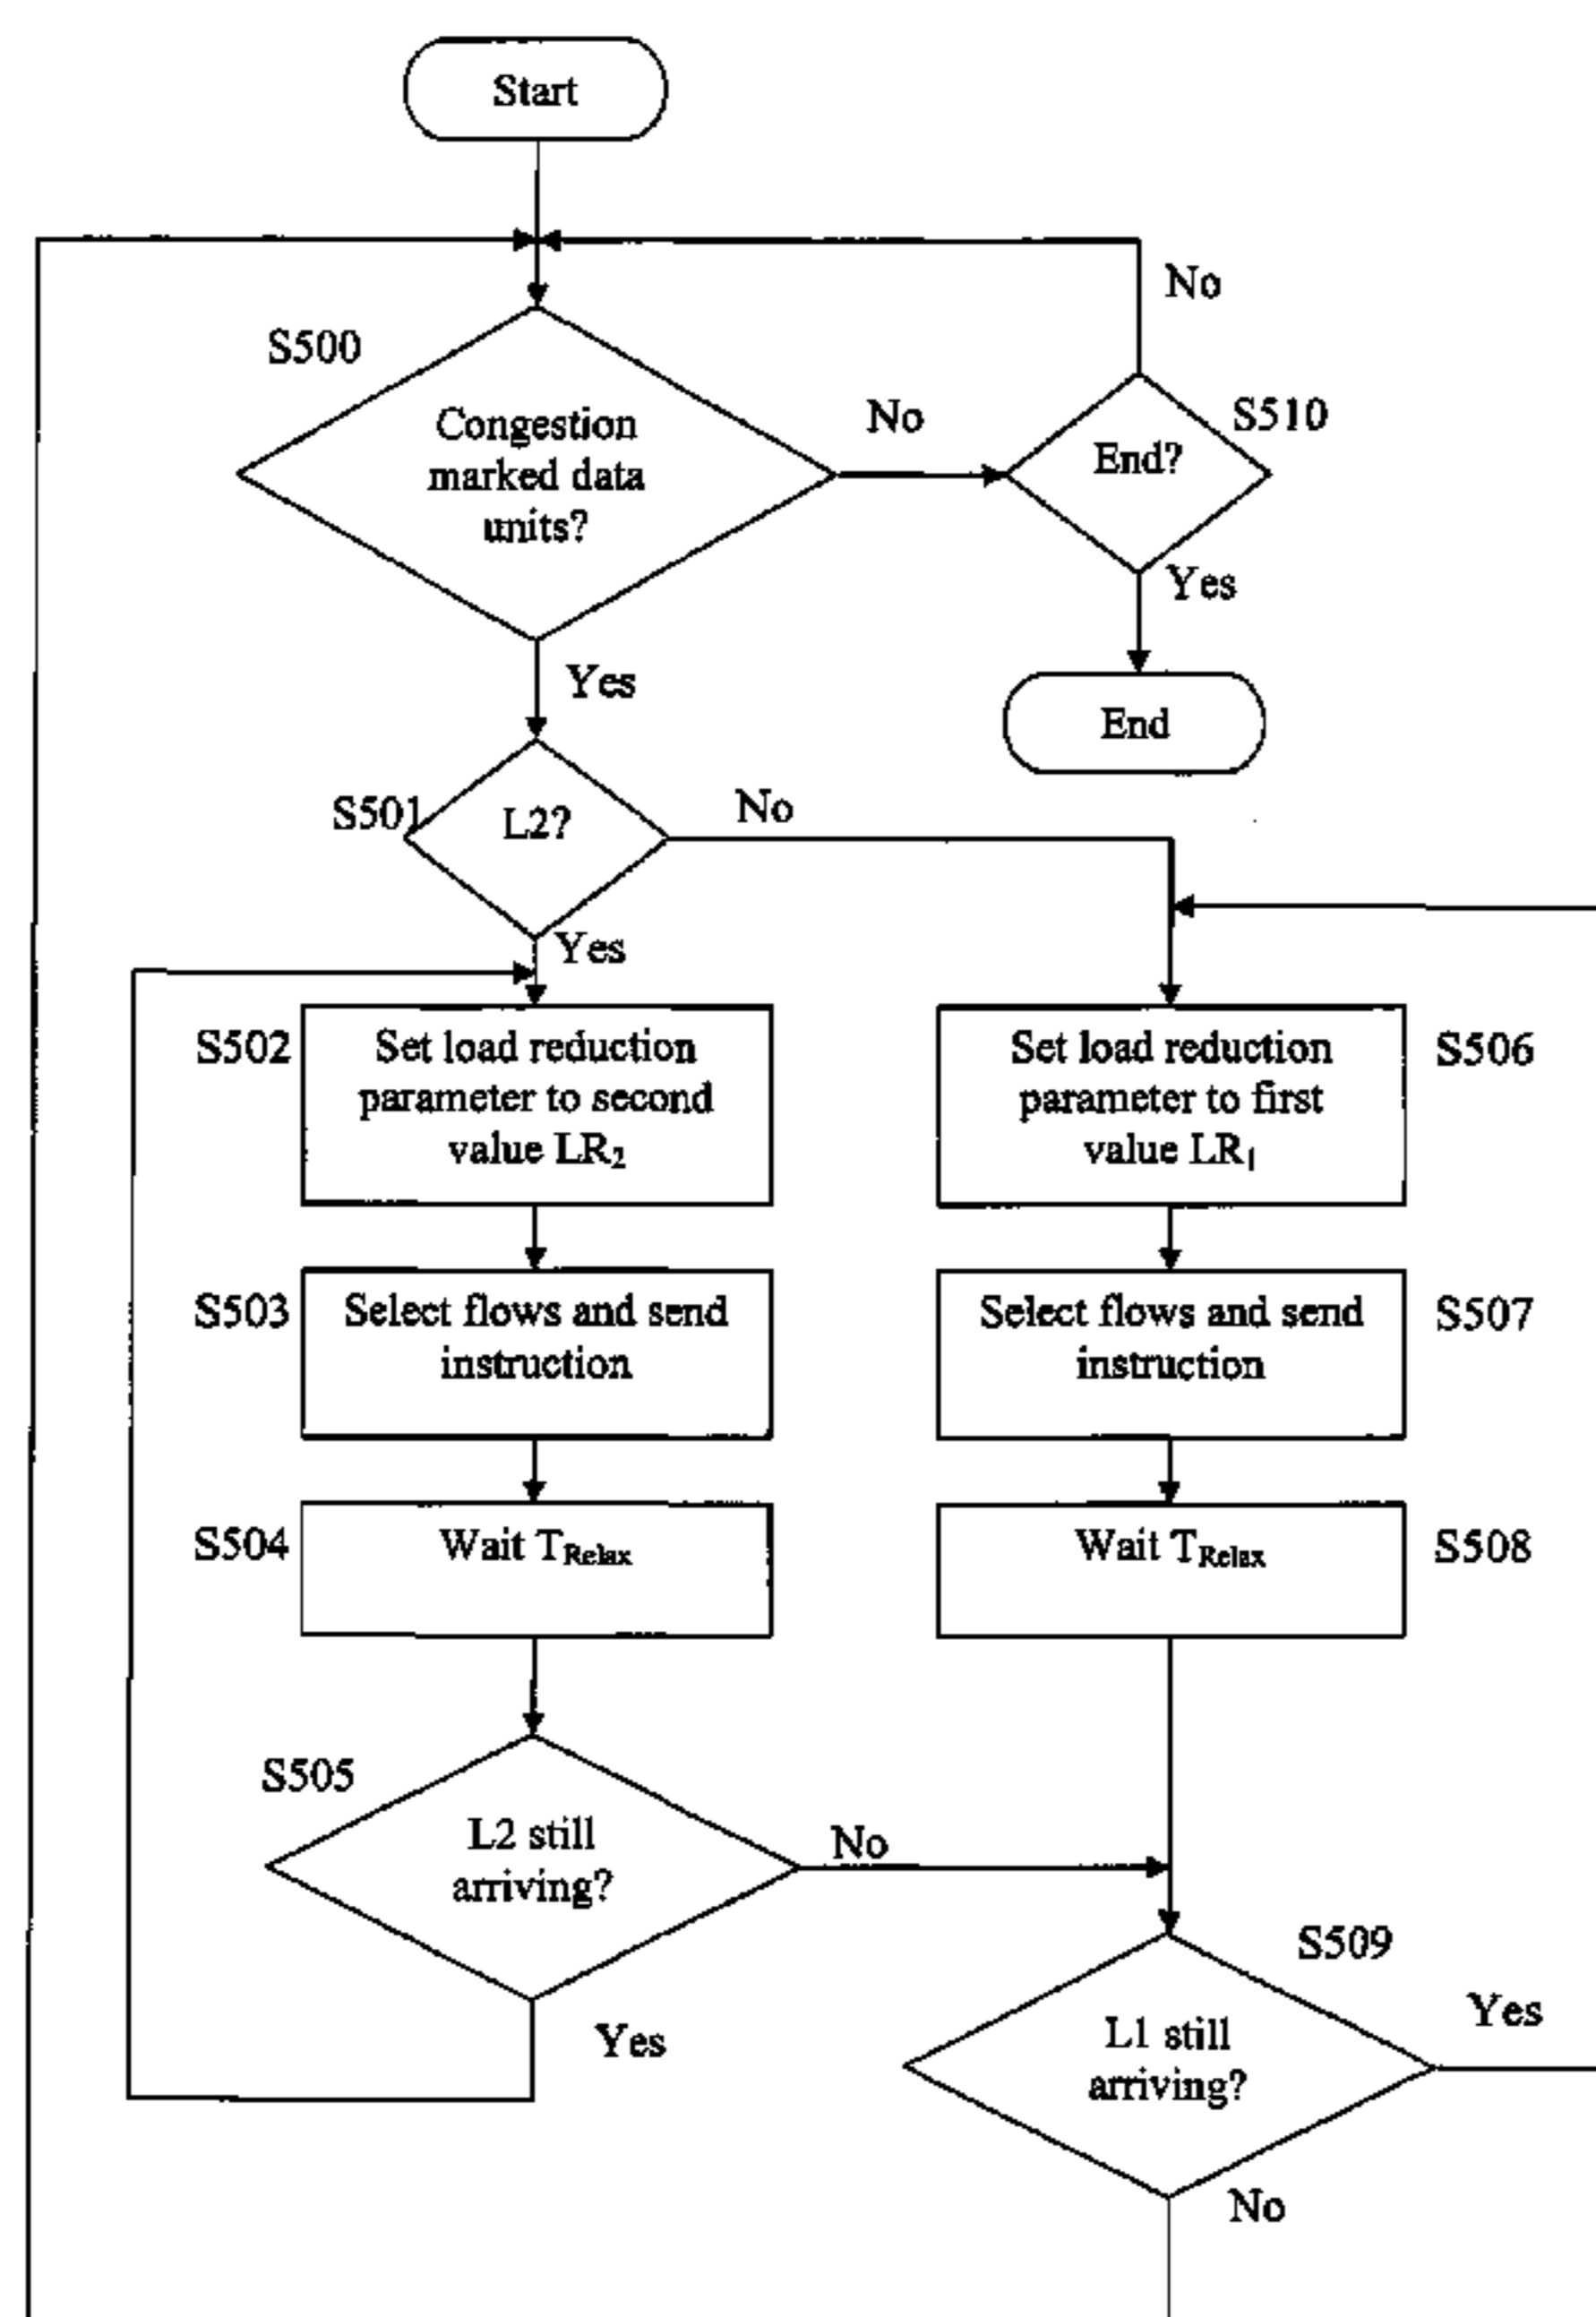 Start
No
S500
Congestion
marked data
units?
No
S510
End?
Yes
Yes
End
S501
L2?
No
Yes
S502
Set load reduction
parameter to second
value LR₂
Set load reduction
parameter to first
value LR₁
S506
S503
Select flows and send
instruction
Select flows and send
instruction
S507
S504
Wait T_Relax
Wait T_Relax
S508
S505
L2 still
arriving?
No
S509
Yes
L1 still
arriving?
Yes
No